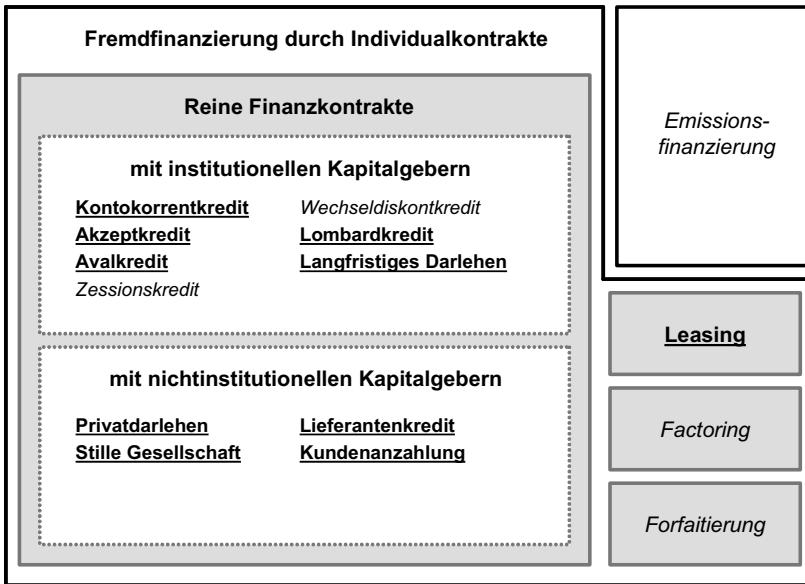 Fremdfinanzierung durch Individualkontrakte
Reine Finanzkontrakte
mit institutionellen Kapitalgebern
Kontokorrentkredit Wechseldiskontkredit
Akzeptkredit Lombardkredit
Avalkredit Langfristiges Darlehen
Zessionskredit
mit nichtinstitutionellen Kapitalgebern
Privatdarlehen Lieferantenkredit
Stille Gesellschaft Kundenanzahlung
Emissions-
finanzierung
Leasing
Factoring
Forfaitierung